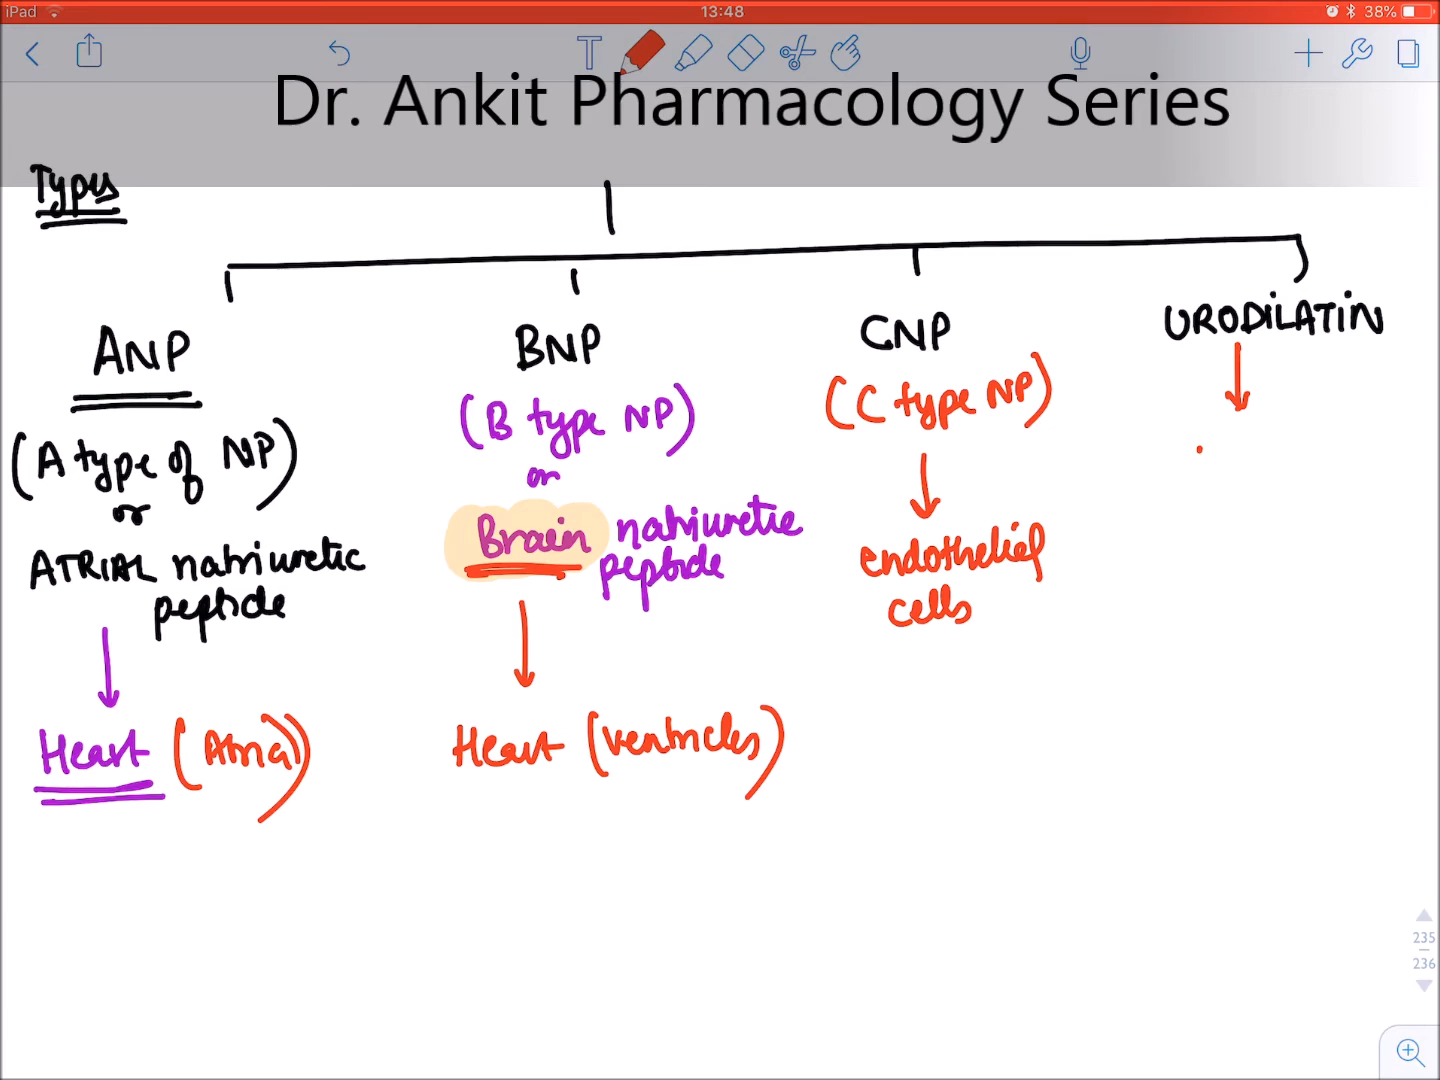 iPad 13:48 38%
Dr. Ankit Pharmacology Series
Types
ANP BNP CNP URODILATIN
(A type of NP) (B type NP) (C type NP)
or or
ATRIAL natriuretic peptide
Brain natriuretic peptide
endothelial cells
Heart (Atria) Heart (ventricles)
235
236